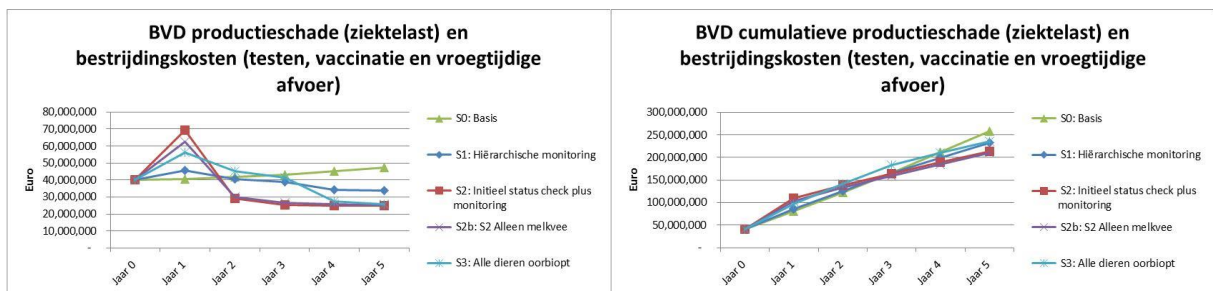 BVD productieschade (ziektelast) en
bestrijdingskosten (testen, vaccinatie en vroegtijdige
afvoer)
80,000,000
70,000,000
60,000,000
50,000,000
40,000,000
30,000,000
20,000,000
10,000,000
-
Euro
Jaar 0
Jaar 1
Jaar 2
Jaar 3
Jaar 4
Jaar 5
S0: Basis
S1: Hiërarchische monitoring
S2: Initieel status check plus
monitoring
S2b: S2 Alleen melkvee
S3: Alle dieren oorbiopt
BVD cumulatieve productieschade (ziektelast) en
bestrijdingskosten (testen, vaccinatie en vroegtijdige
afvoer)
300,000,000
250,000,000
200,000,000
150,000,000
100,000,000
50,000,000
-
Euro
Jaar 0
Jaar 1
Jaar 2
Jaar 3
Jaar 4
Jaar 5
S0: Basis
S1: Hiërarchische monitoring
S2: Initieel status check plus
monitoring
S2b: S2 Alleen melkvee
S3: Alle dieren oorbiopt